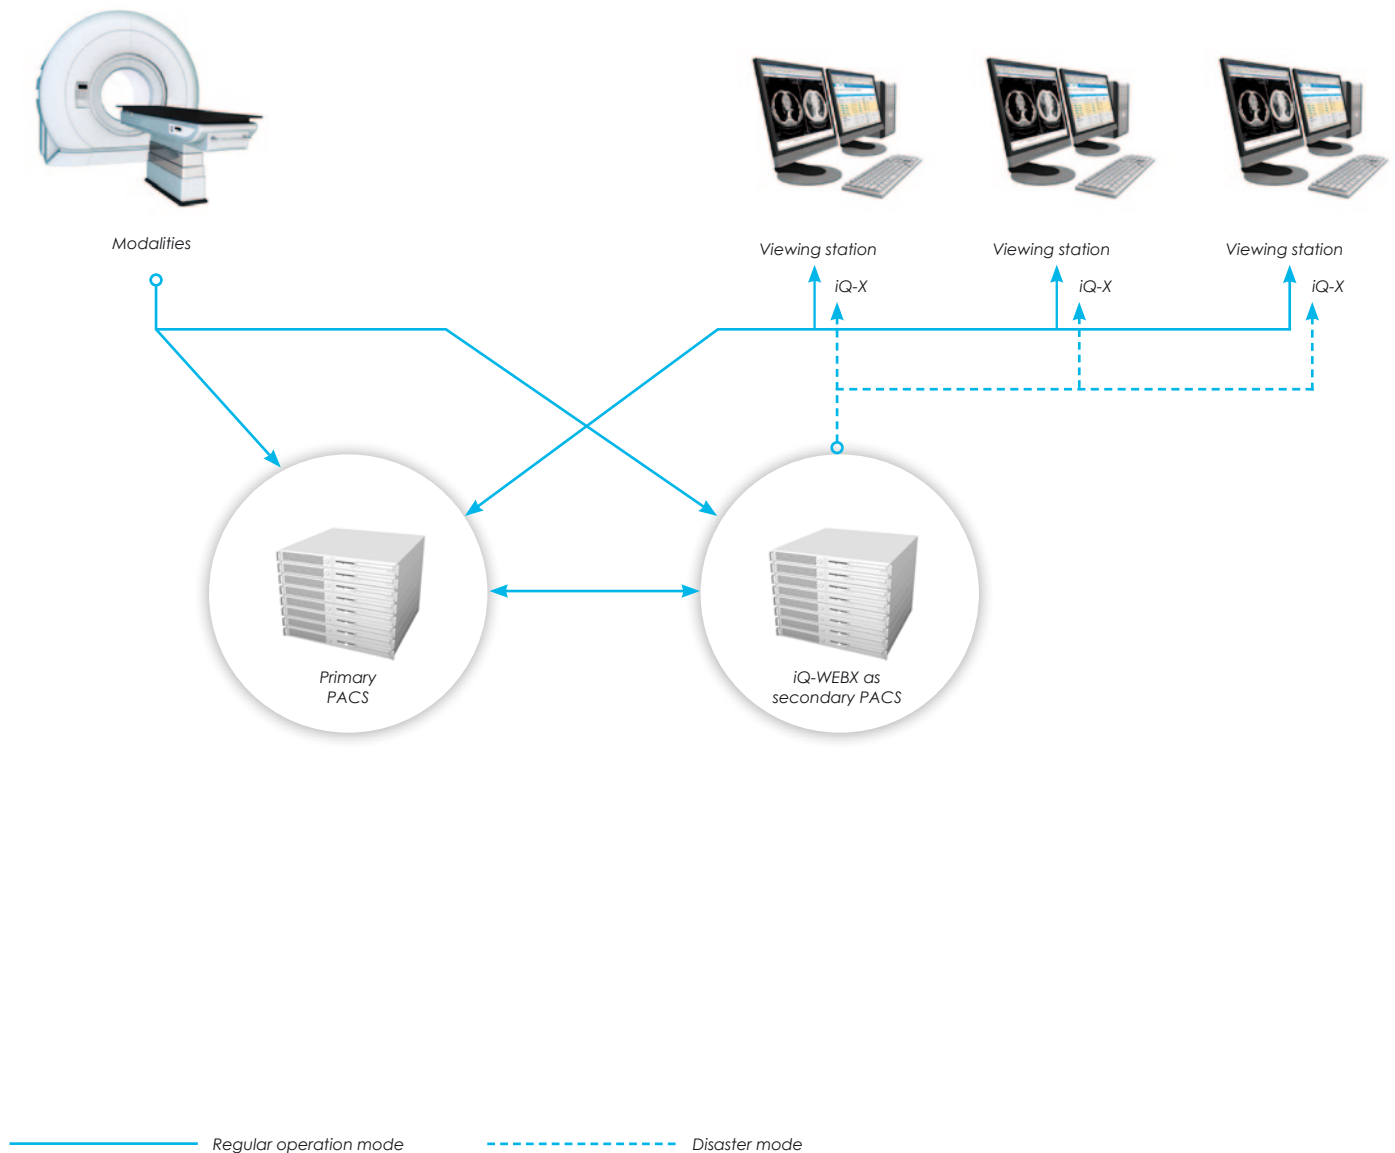 Modalities
Viewing station
Viewing station
Viewing station
iQ-X
iQ-X
iQ-X
Primary
PACS
iQ-WEBX as
secondary PACS
Regular operation mode
Disaster mode